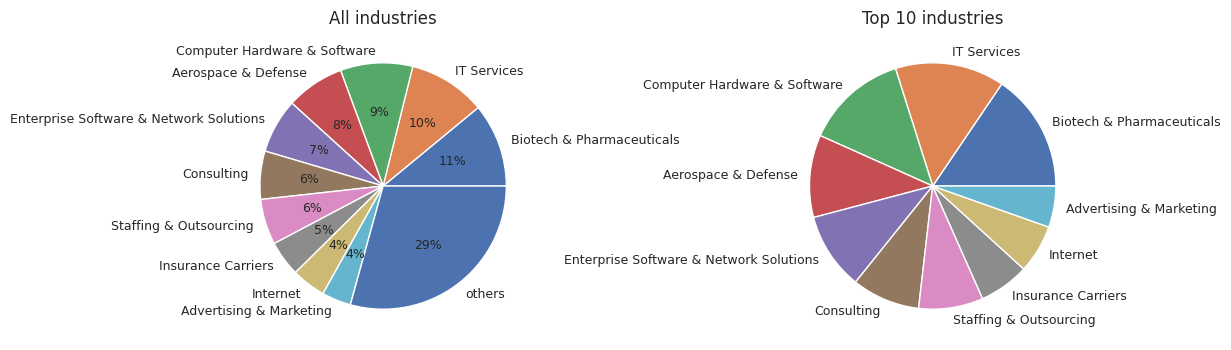 All industries
Computer Hardware & Software
Aerospace & Defense
IT Services
Enterprise Software & Network Solutions
Biotech & Pharmaceuticals
Consulting
Staffing & Outsourcing
Insurance Carriers
Internet
Advertising & Marketing
others
9%
8%
10%
7%
11%
6%
6%
5%
4%
4%
29%
Top 10 industries
IT Services
Computer Hardware & Software
Biotech & Pharmaceuticals
Aerospace & Defense
Advertising & Marketing
Enterprise Software & Network Solutions
Internet
Insurance Carriers
Consulting
Staffing & Outsourcing